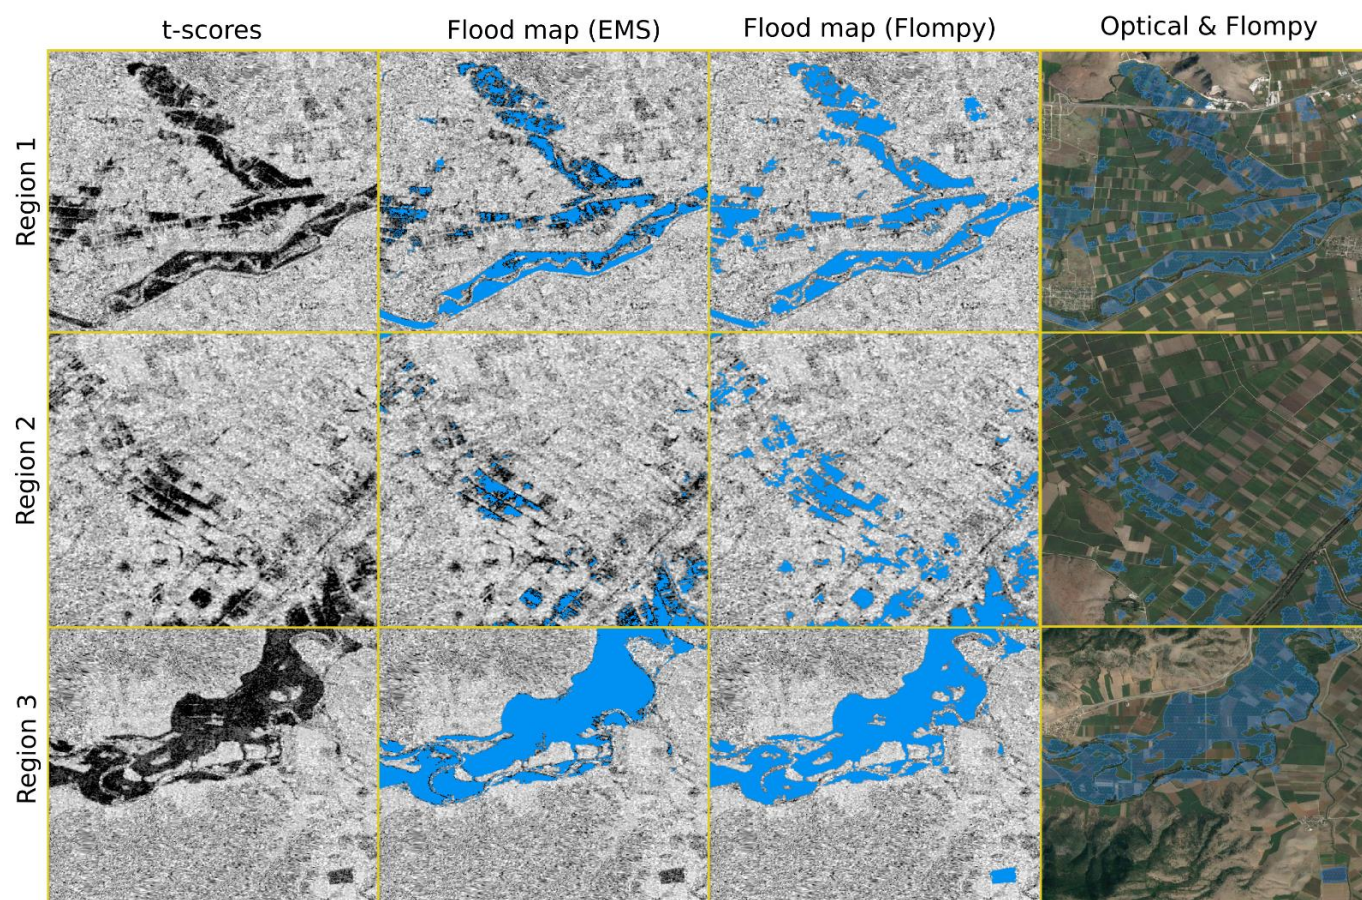 t-scores
Flood map (EMS)
Flood map (Flompy)
Optical & Flompy
Region 1
Region 2
Region 3